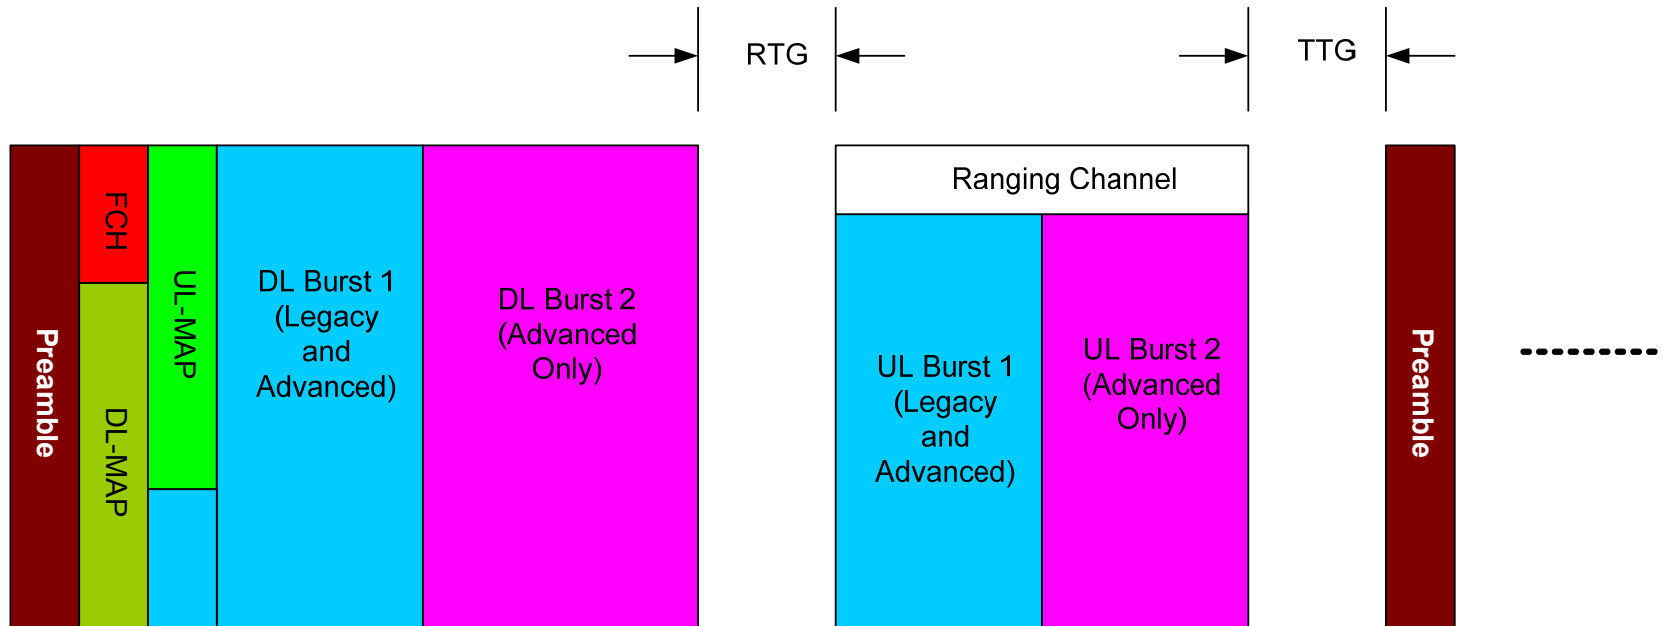 RTG
TTG
Preamble
FCH
DL-MAP
UL-MAP
DL Burst 1
(Legacy
and
Advanced)
DL Burst 2
(Advanced
Only)
Ranging Channel
UL Burst 1
(Legacy
and
Advanced)
UL Burst 2
(Advanced
Only)
Preamble